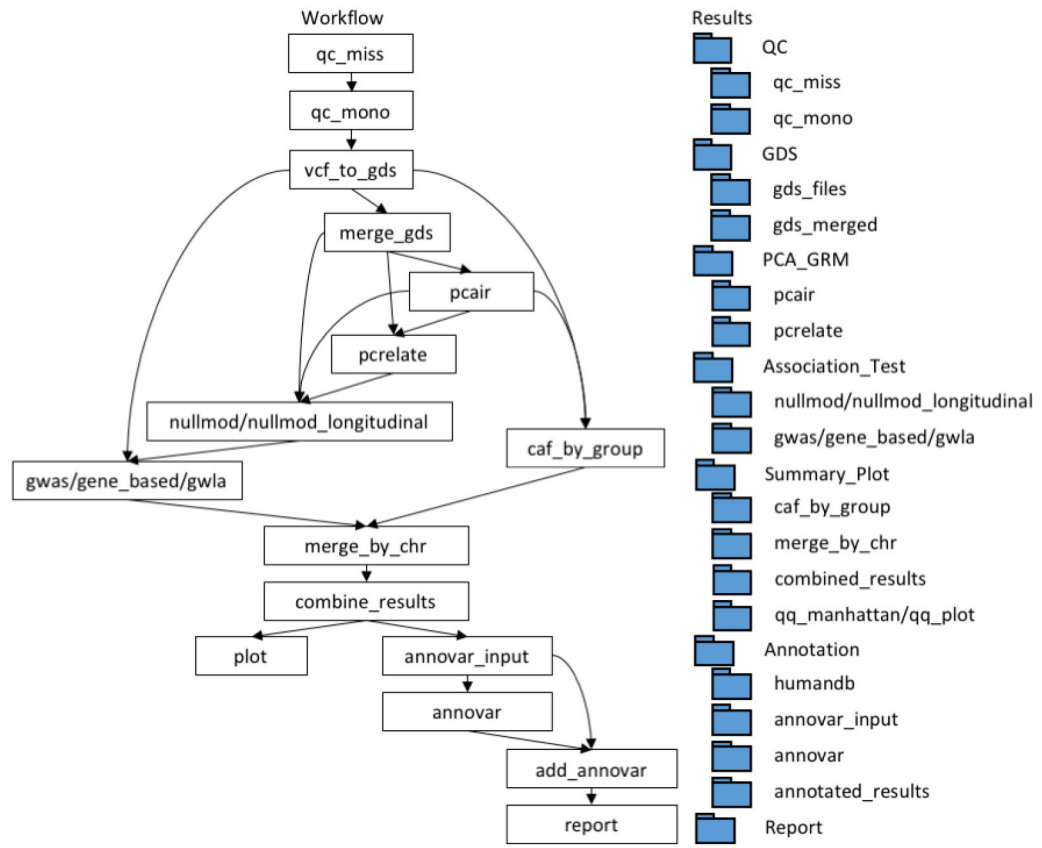 Workflow
qc_miss
qc_mono
vcf_to_gds
merge_gds
pcair
pcrelate
nullmod/nullmod_longitudinal
caf_by_group
gwas/gene_based/gwla
merge_by_chr
combine_results
plot
annovar_input
annovar
add_annovar
report
Results
QC
qc_miss
qc_mono
GDS
gds_files
gds_merged
PCA_GRM
pcair
pcrelate
Association_Test
nullmod/nullmod_longitudinal
gwas/gene_based/gwla
Summary_Plot
caf_by_group
merge_by_chr
combined_results
qq_manhattan/qq_plot
Annotation
humandb
annovar_input
annovar
annotated_results
Report